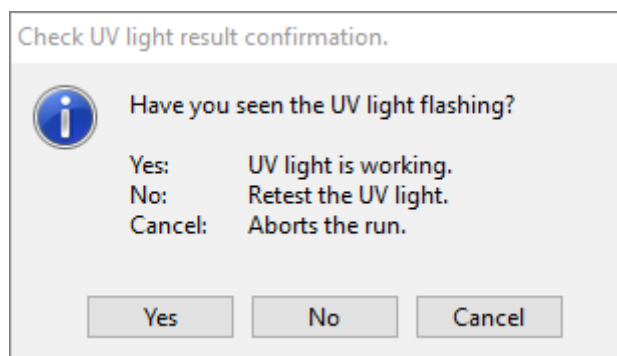 Check UV light result confirmation.
Have you seen the UV light flashing?
Yes: UV light is working.
No: Retest the UV light.
Cancel: Aborts the run.
Yes No Cancel